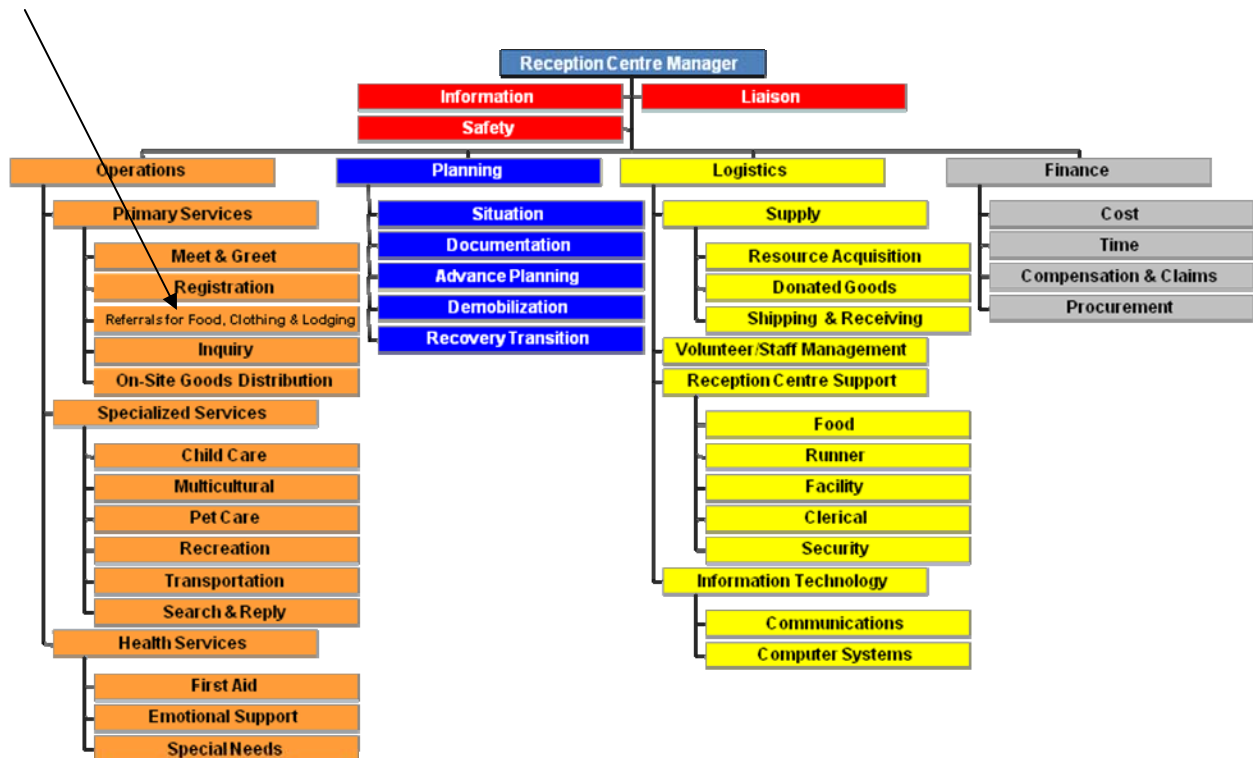 Reception Centre Manager
Information
Liaison
Safety
Operations
Primary Services
Meet & Greet
Registration
Referrals for Food, Clothing & Lodging
Inquiry
On-Site Goods Distribution
Specialized Services
Child Care
Multicultural
Pet Care
Recreation
Transportation
Search & Reply
Health Services
First Aid
Emotional Support
Special Needs
Planning
Situation
Documentation
Advance Planning
Demobilization
Recovery Transition
Logistics
Supply
Resource Acquisition
Donated Goods
Shipping & Receiving
Volunteer/Staff Management
Reception Centre Support
Food
Runner
Facility
Clerical
Security
Information Technology
Communications
Computer Systems
Finance
Cost
Time
Compensation & Claims
Procurement